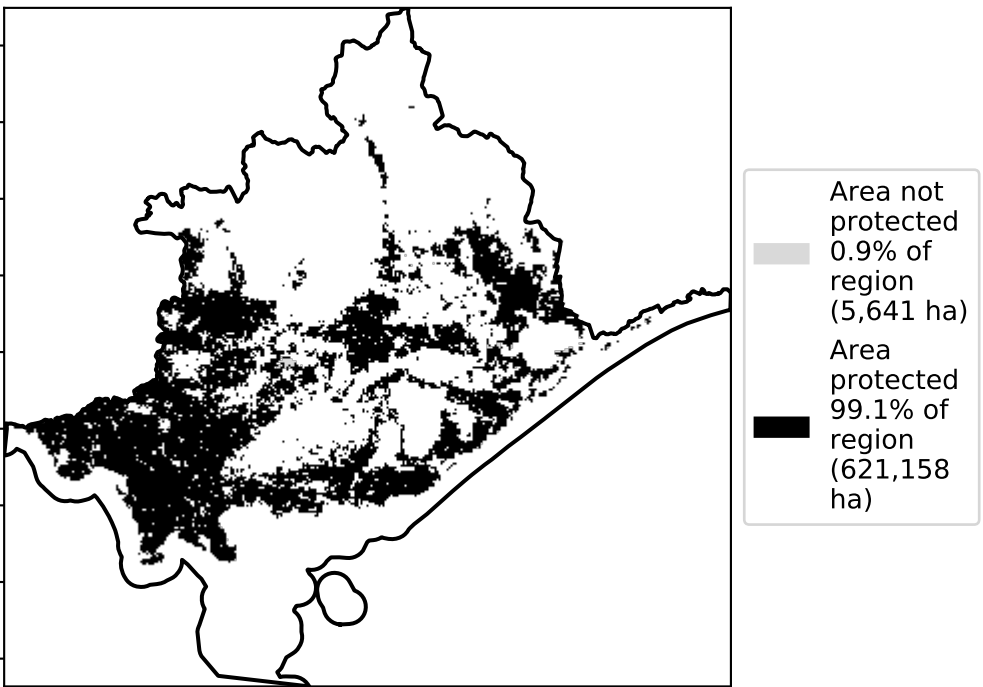 Area not
protected
0.9% of
region
(5,641 ha)
Area
protected
99.1% of
region
(621,158
ha)